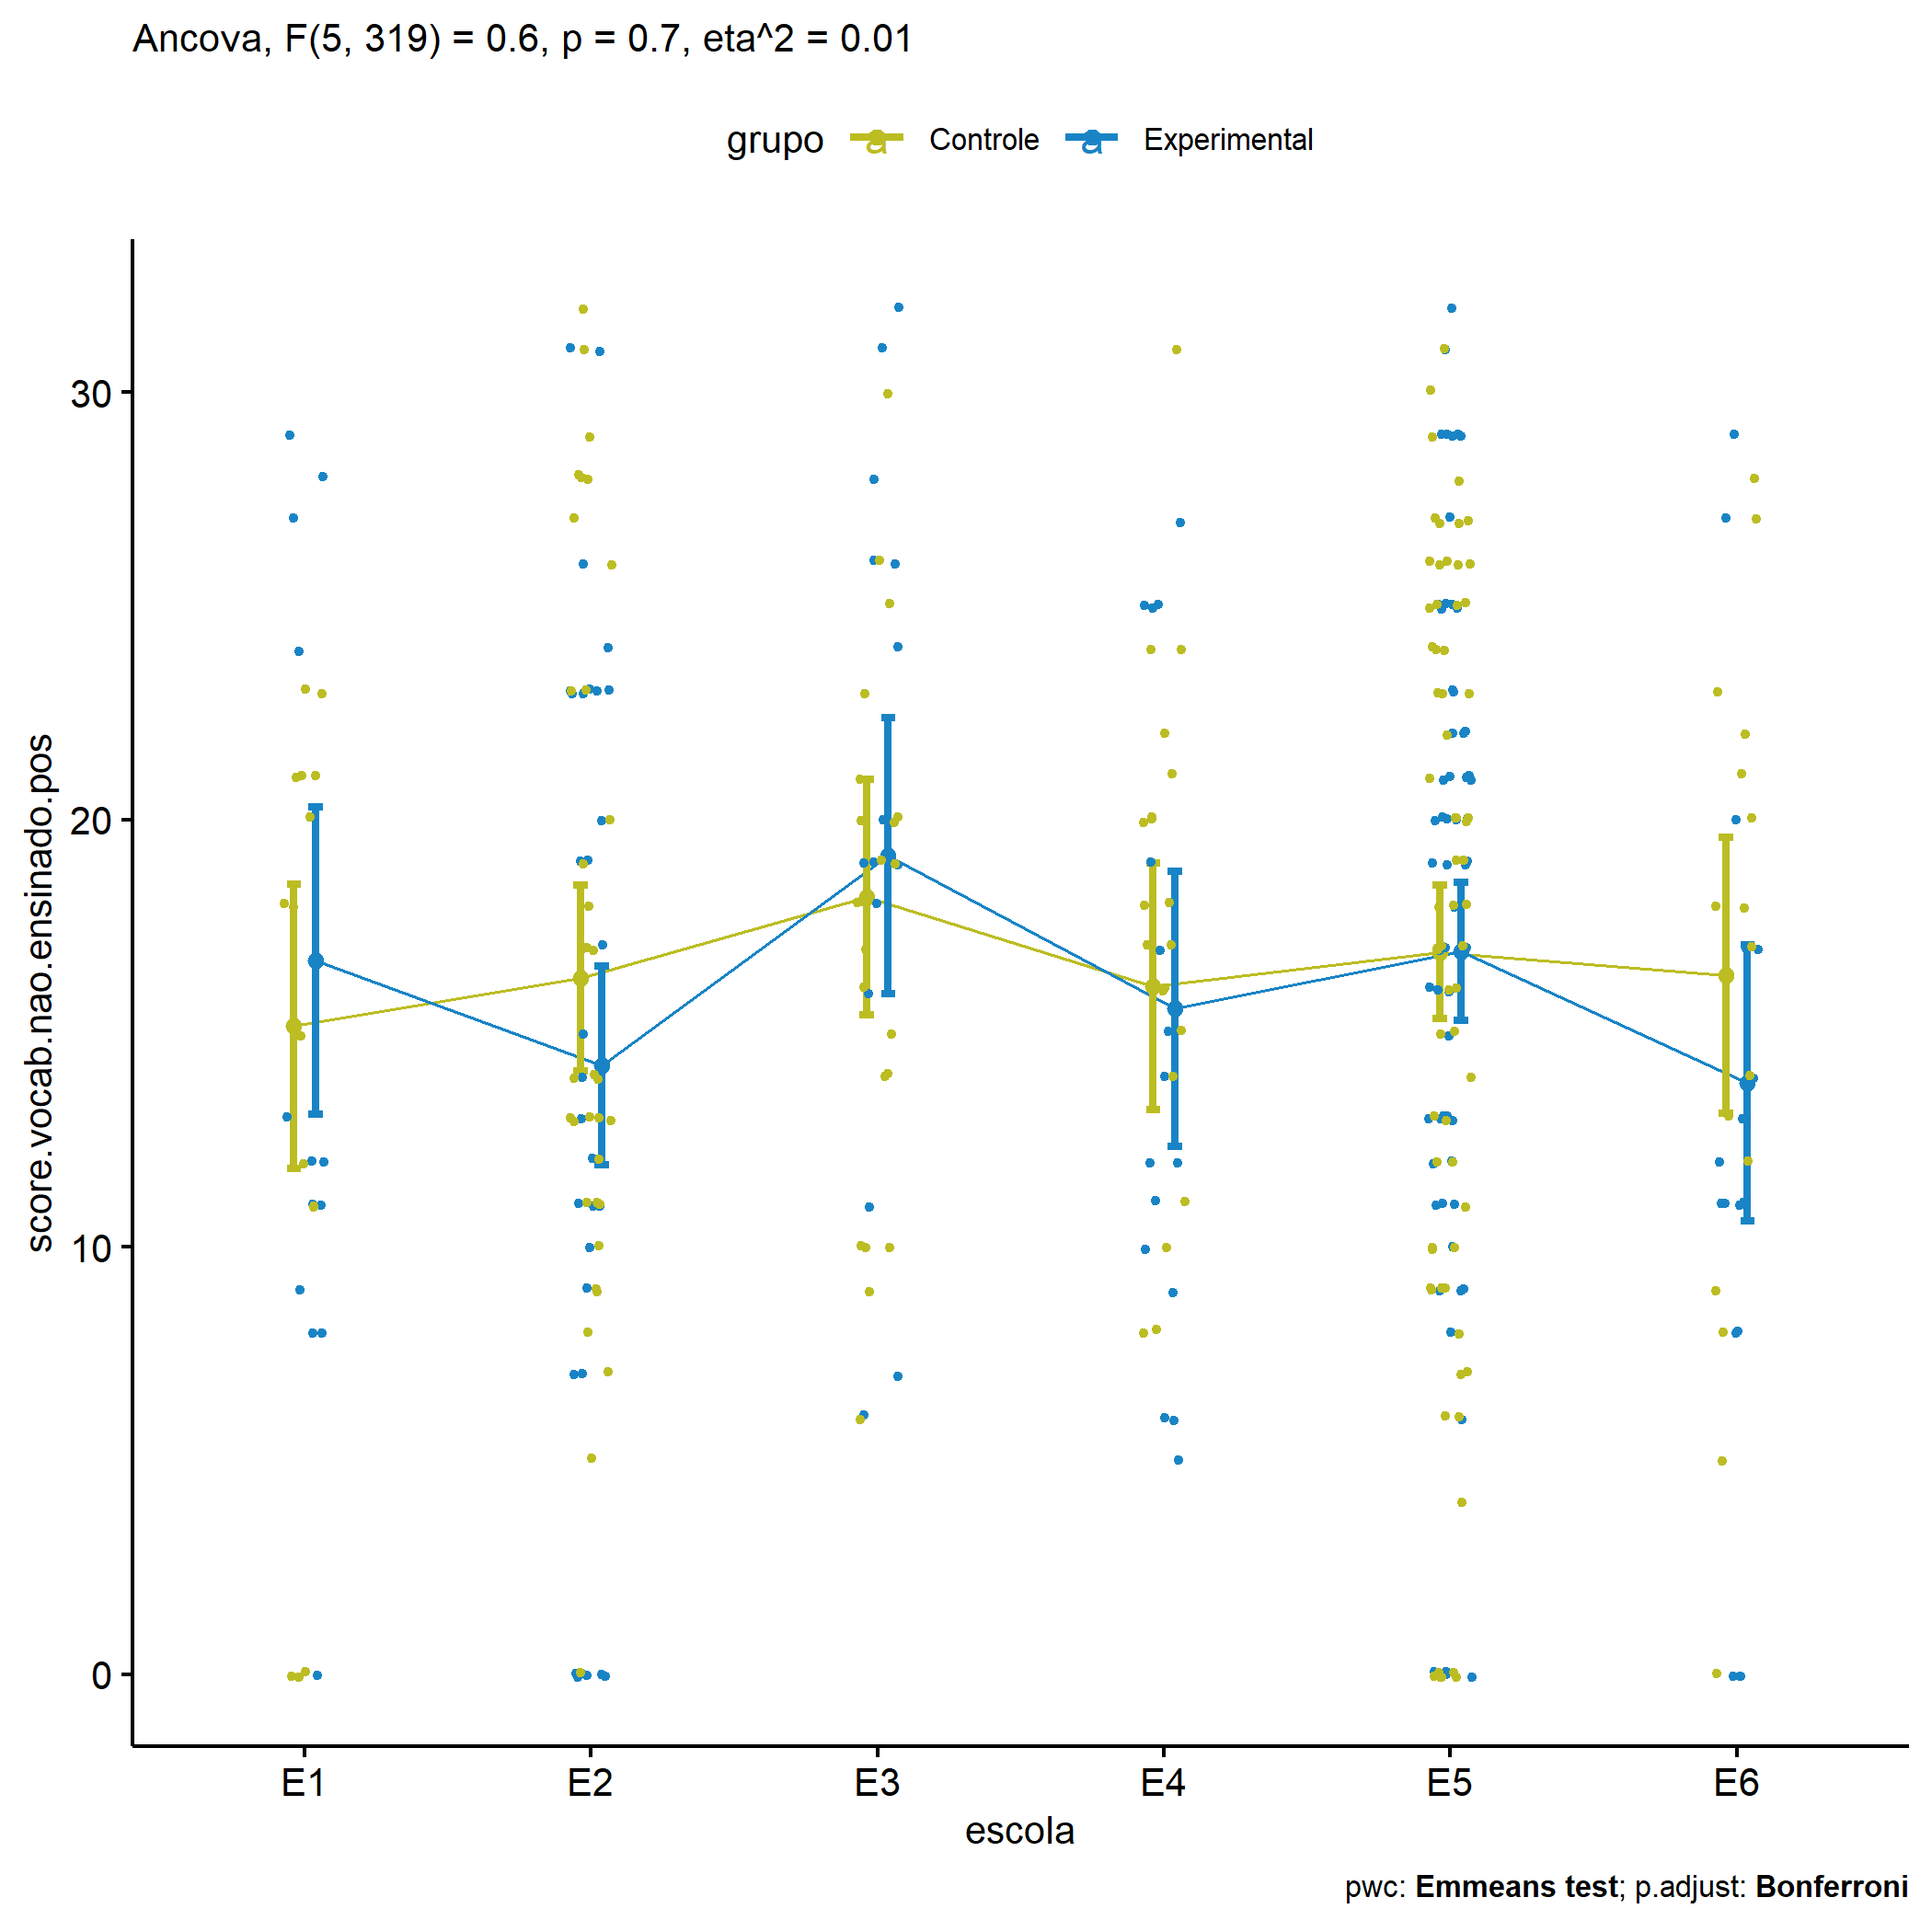 Ancova, F(5, 319) = 0.6, p = 0.7, eta^2 = 0.01
grupo a Controle a Experimental
score.vocab.nao.ensinado.pos
30
20
10
0
E1 E2 E3 E4 E5 E6
escola
pwc: Emmeans test; p.adjust: Bonferroni